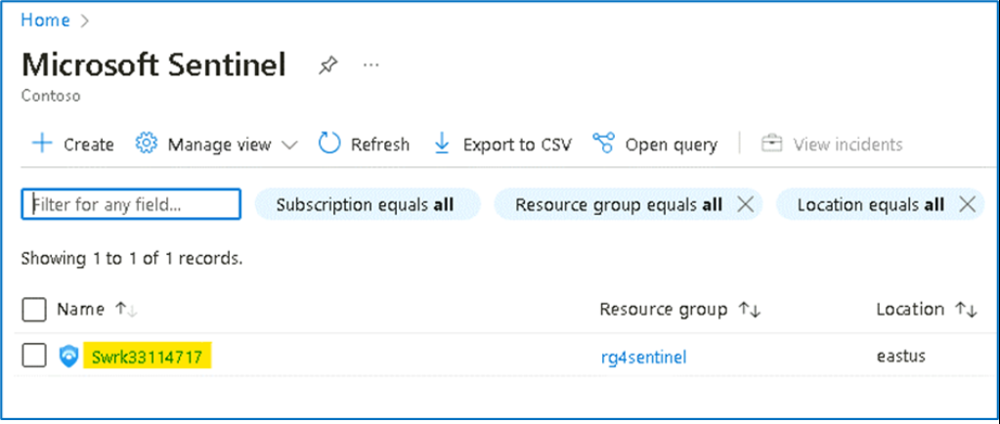 Home
Microsoft Sentinel
Contoso
Create Manage view Refresh Export to CSV Open query View incidents
Filter for any field... Subscription equals all Resource group equals all Location equals all
Showing 1 to 1 of 1 records.
Name Resource group Location
Swrk33114717 rg4sentinel eastus